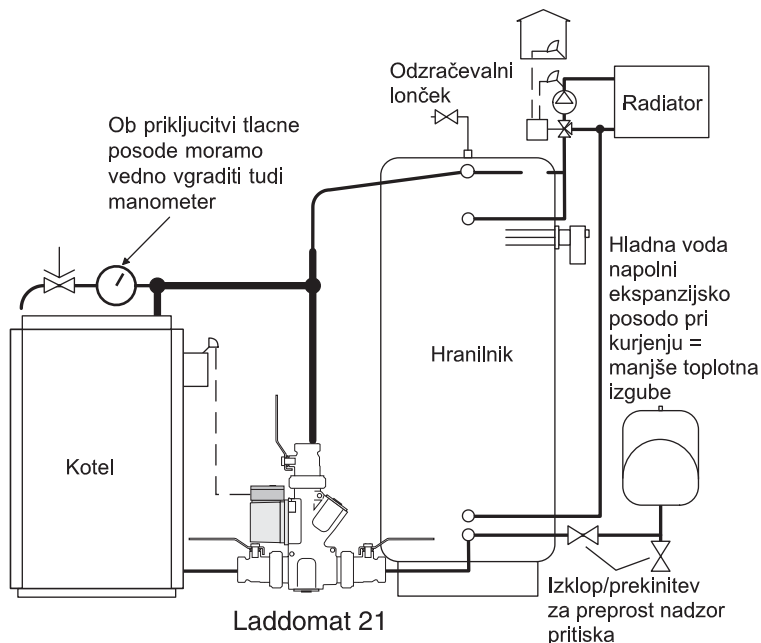 Odzračevalni
lonček
Radiator
Ob prikljucitvi tlacne
posode moramo
vedno vgraditi tudi
manometer
Hladna voda
napolni
ekspanzijsko
posodo pri
kurjenju =
manjše toplotna
izgube
Hranilnik
Kotel
Izklop/prekinitev
za preprost nadzor
pritiska
Laddomat 21